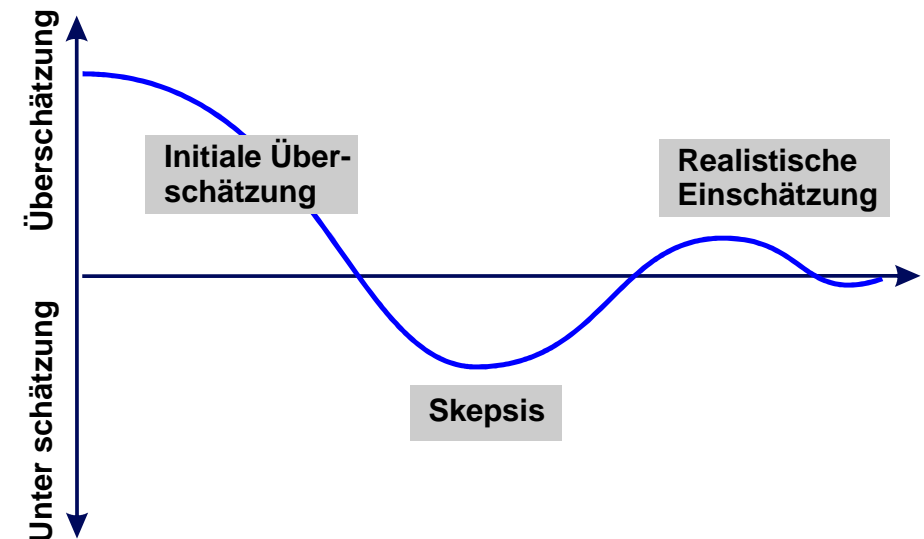 Überschätzung
Unter schätzung
Initiale Über-
schätzung
Skepsis
Realistische
Einschätzung